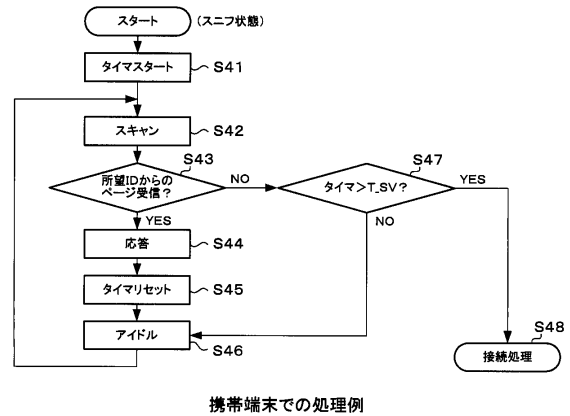 スタート
(スニフ状態)
タイマスタート
S41
スキャン
S42
所望IDからの
ページ受信？
S43
NO
タイマ＞T_SV？
S47
YES
YES
NO
応答
S44
タイマリセット
S45
アイドル
S46
接続処理
S48
携帯端末での処理例